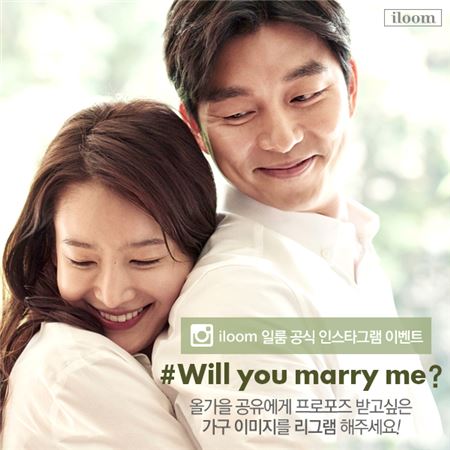 iloom
iloom 일룸 공식 인스타그램 이벤트
#Will you marry me?
올가을 공유에게 프로포즈 받고싶은
가구 이미지를 리그램 해주세요!